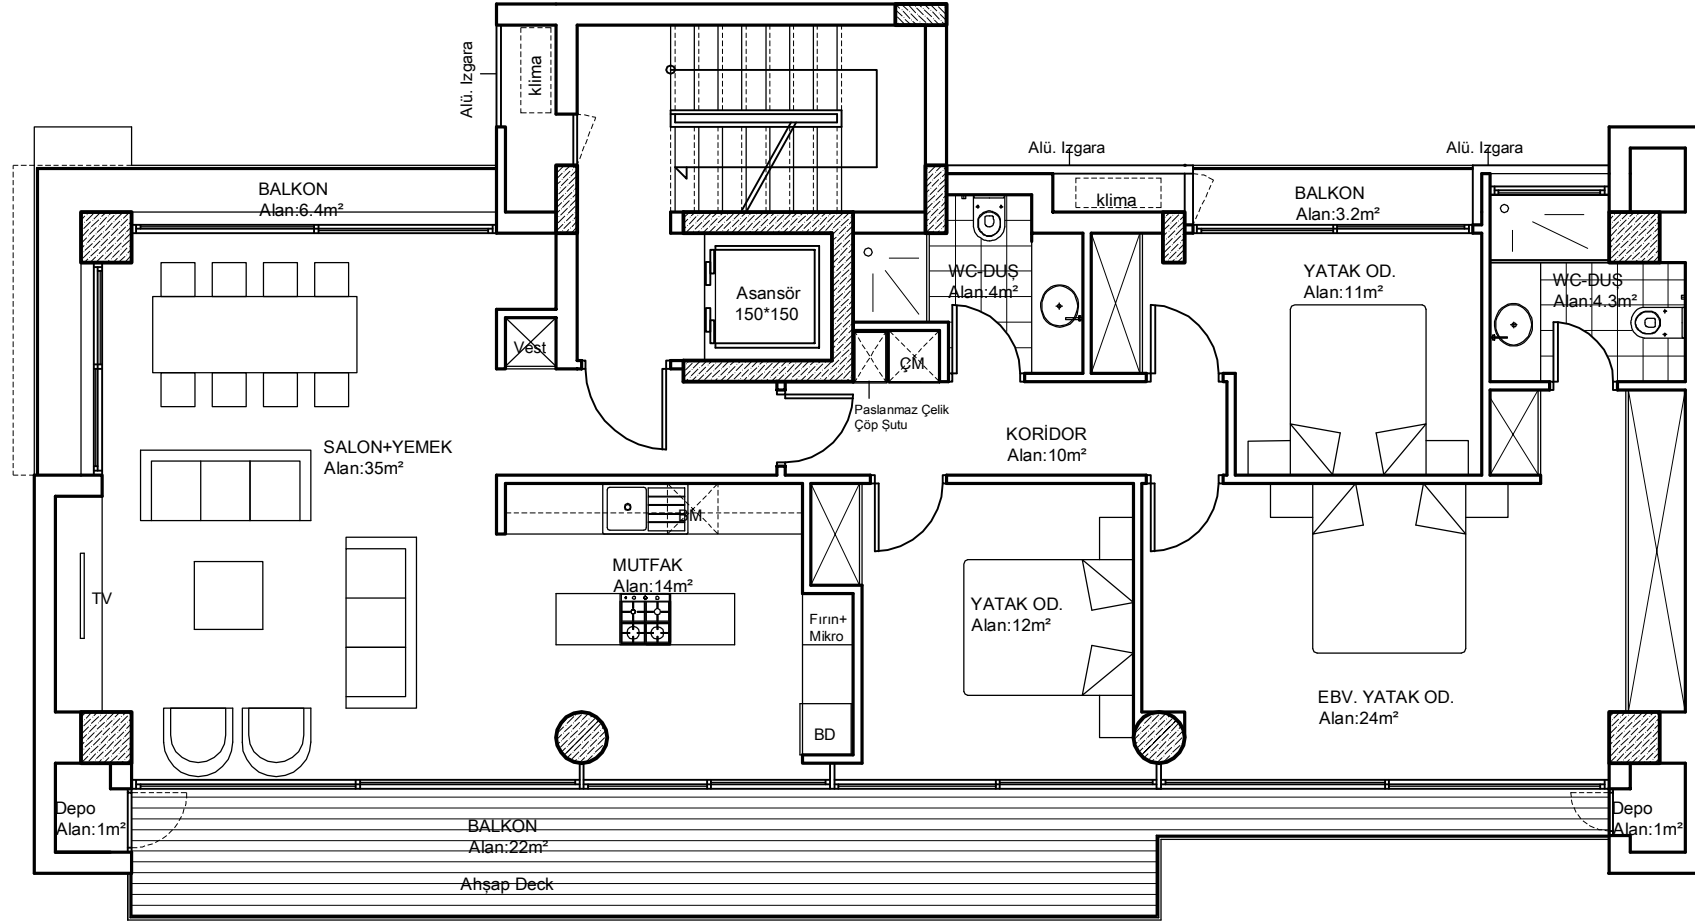 Alü. Izgara
klima
Alü. Izgara
Alü. Izgara
BALKON
Alan:6.4m²
klima
BALKON
Alan:3.2m²
WC-DUŞ
Alan:4m²
YATAK OD.
Alan:11m²
WC-DUŞ
Alan:4.3m²
Asansör
150*150
Vest
ÇM
Paslanmaz Çelik
Çöp Şutu
SALON+YEMEK
Alan:35m²
KORİDOR
Alan:10m²
BM
MUTFAK
Alan:14m²
TV
Fırın+
Mikro
YATAK OD.
Alan:12m²
EBV. YATAK OD.
Alan:24m²
BD
Depo
Alan:1m²
BALKON
Alan:22m²
Depo
Alan:1m²
Ahşap Deck